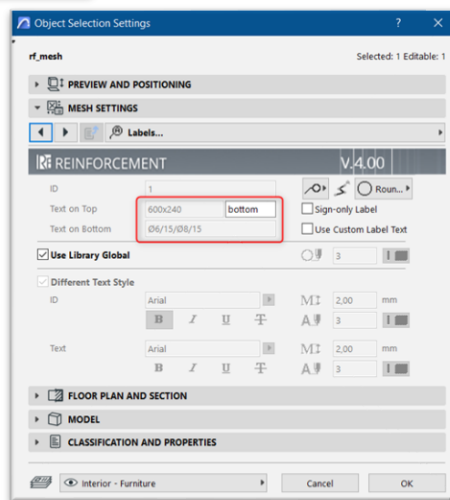 Object Selection Settings ? ×
rf_mesh Selected: 1 Editable: 1
PREVIEW AND POSITIONING
MESH SETTINGS
Labels...
REINFORCEMENT V.4.00
ID 1 Roun...
Text on Top 600x240 bottom Sign-only Label
Text on Bottom Ø6/15/Ø8/15 Use Custom Label Text
Use Library Global 3
Different Text Style
ID Arial 2,00 mm
B I U T 3
Text Arial 2,00 mm
B I U T 3
FLOOR PLAN AND SECTION
MODEL
CLASSIFICATION AND PROPERTIES
Interior - Furniture Cancel OK